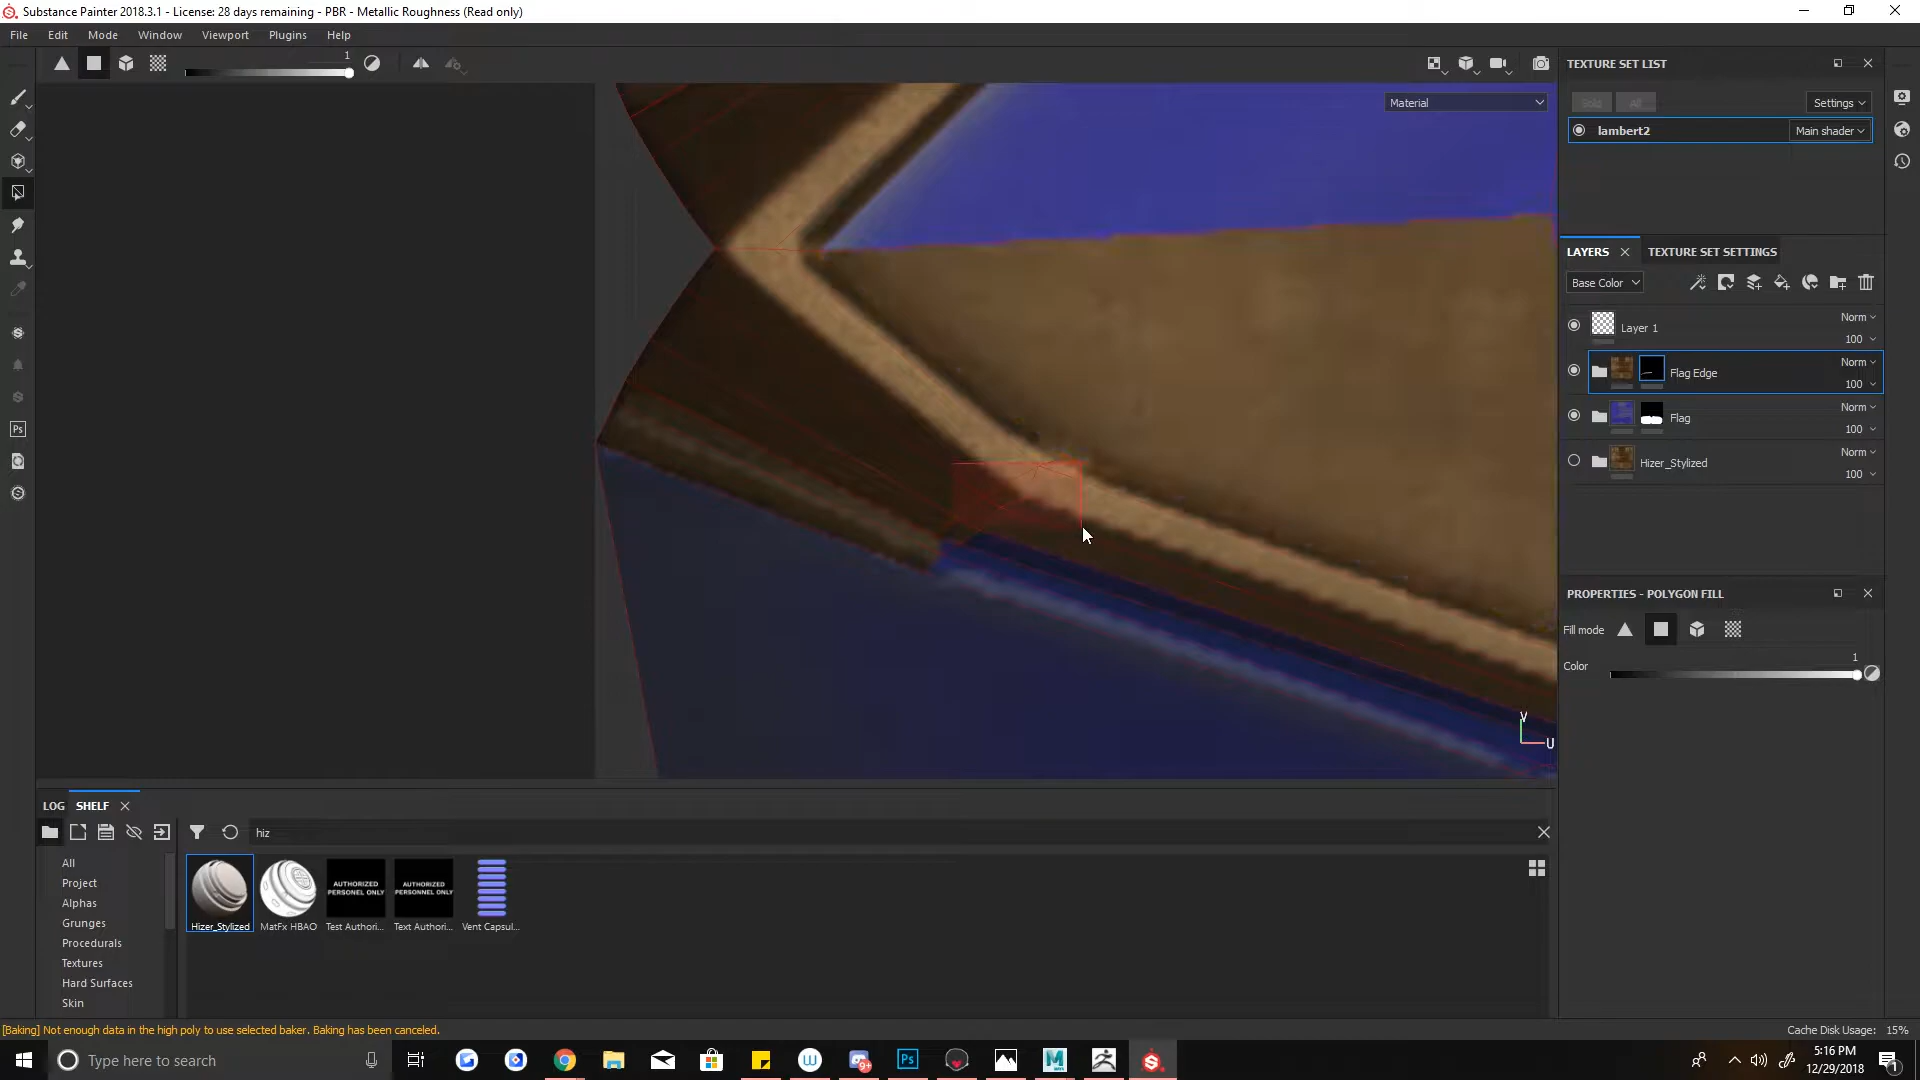 Substance Painter 2018.3.1 - License: 28 days remaining - PBR - Metallic Roughness (Read only)
File Edit Mode Window Viewport Plugins Help
1
Material
TEXTURE SET LIST
Solo All Settings
lambert2 Main shader
LAYERS TEXTURE SET SETTINGS
Base Color
Layer 1 Norm
100
Flag Edge Norm
100
Flag Norm
100
Hizer_Stylized Norm
100
PROPERTIES - POLYGON FILL
Fill mode
Color 1
V
U
LOG SHELF
hiz
All
Project
Alphas
Grunges
Procedurals
Textures
Hard Surfaces
Skin
AUTHORIZED
PERSONEL ONLY
AUTHORIZED
PERSONEL ONLY
Hizer_Stylized MatFx HBAO Test Authori... Text Authori... Vent Capsul...
[Baking] Not enough data in the high poly to use selected baker. Baking has been canceled.
Cache Disk Usage: 15%
Type here to search
5:16 PM
12/29/2018
Ps
9+
Ps
1